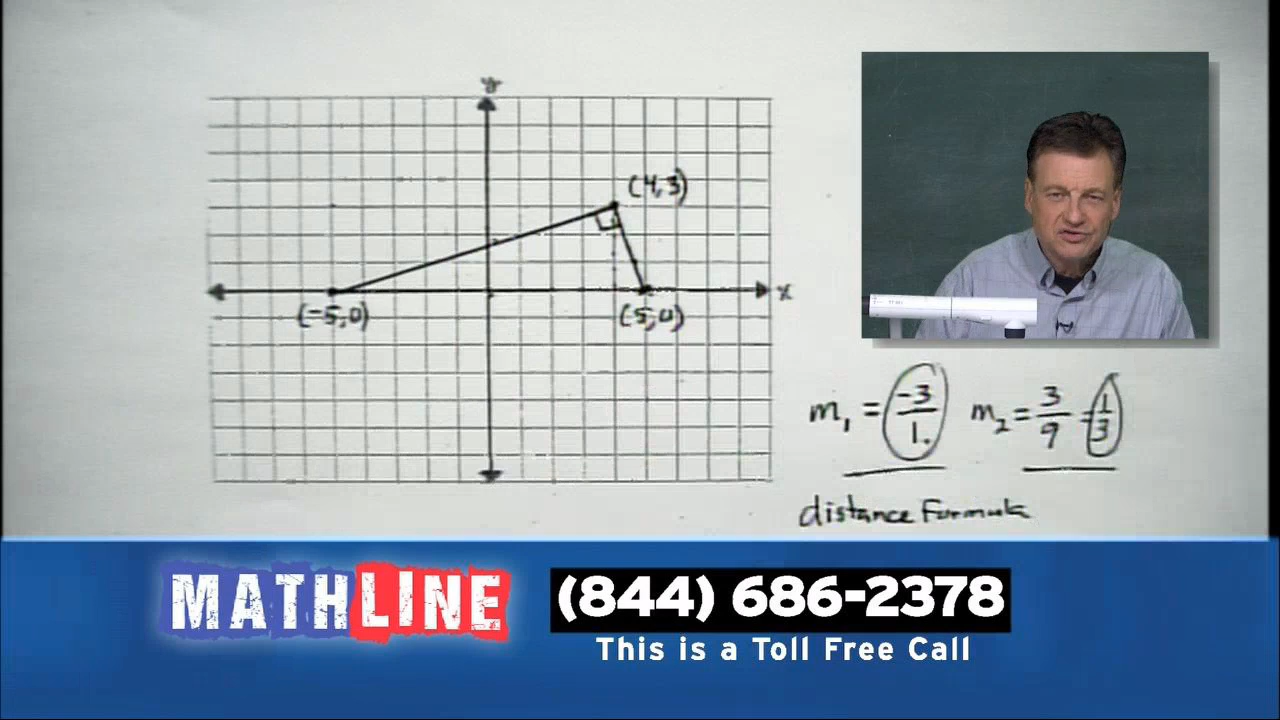 y
(4,3)
x
(-5,0) (5,0)
m₁ = -3/1. m₂ = 3/9 = 1/3
distance Formula
MATHLINE
(844) 686-2378
This is a Toll Free Call